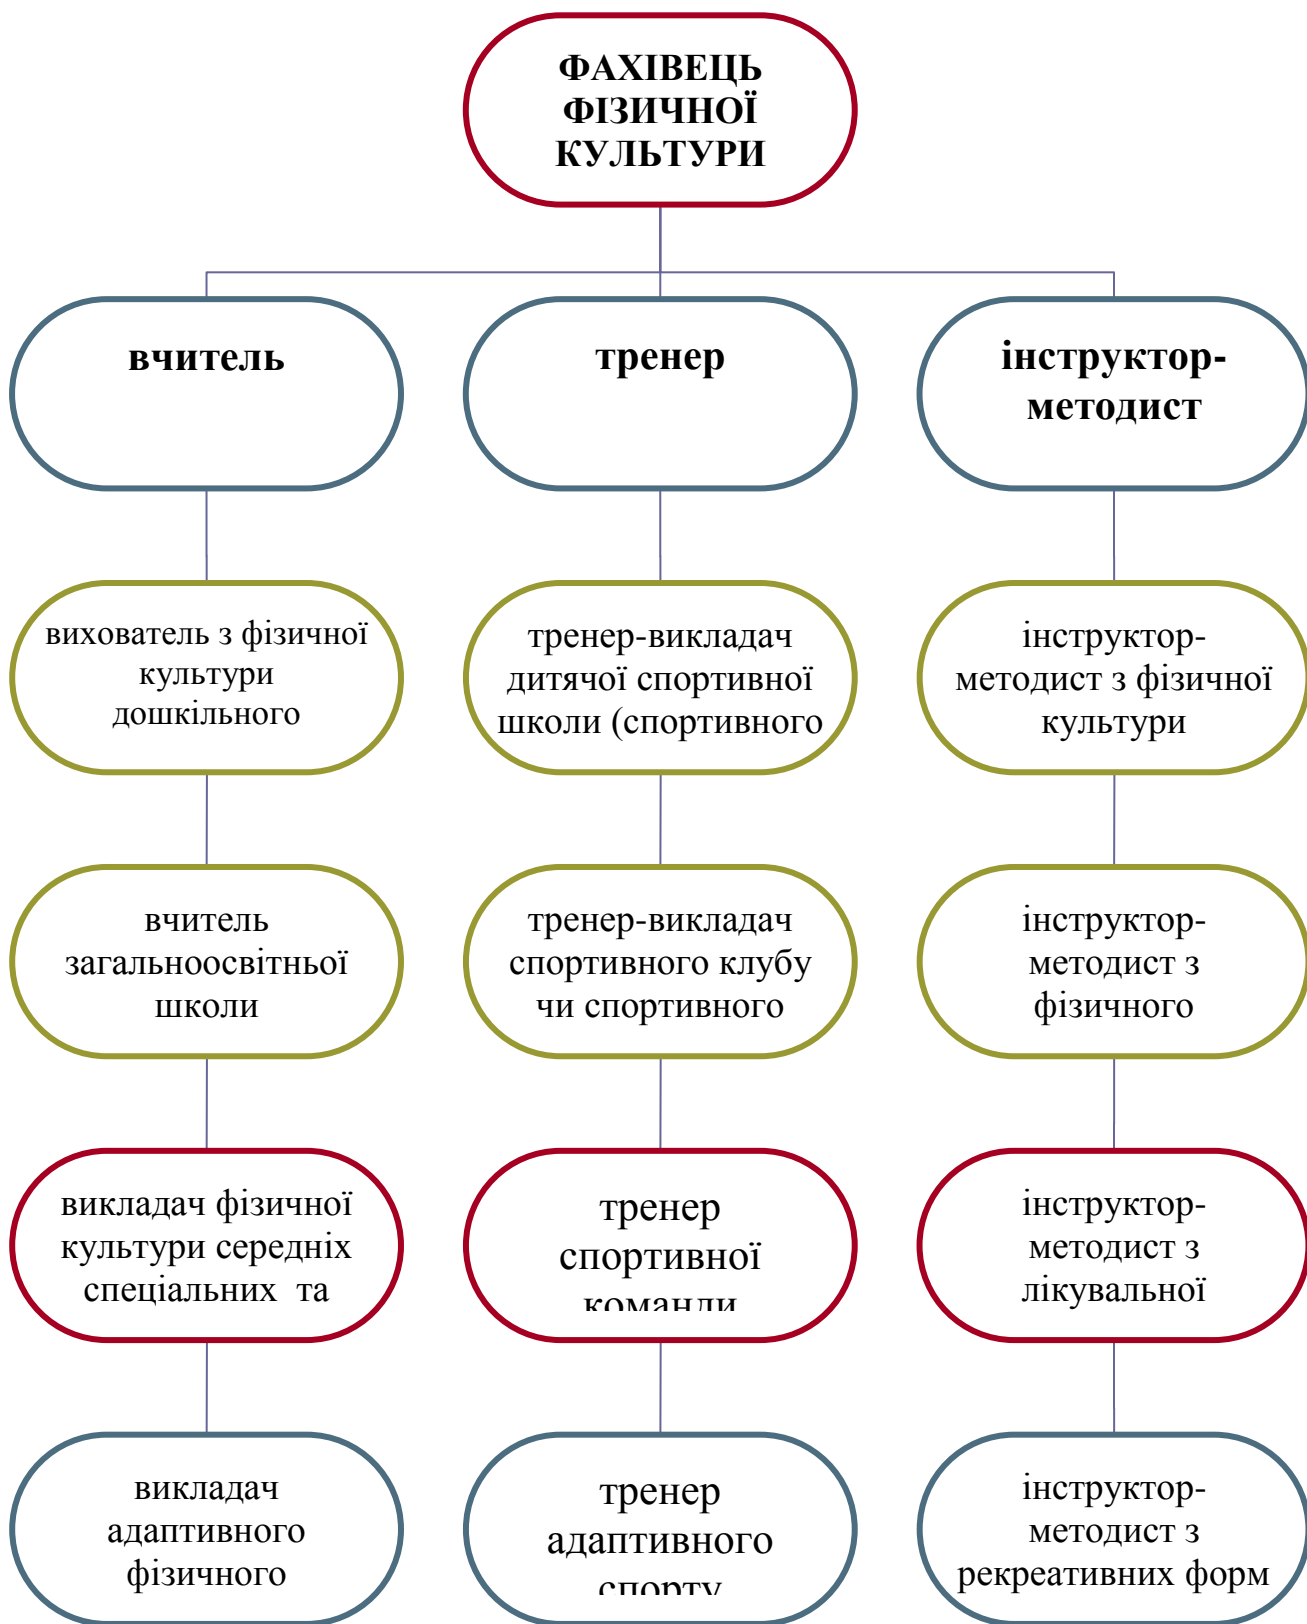 ФАХІВЕЦЬ
ФІЗИЧНОЇ
КУЛЬТУРИ
вчитель
тренер
інструктор-
методист
вихователь з фізичної
культури
дошкільного
тренер-викладач
дитячої спортивної
школи (спортивного
інструктор-
методист з фізичної
культури
вчитель
загальноосвітньої
школи
тренер-викладач
спортивного клубу
чи спортивного
інструктор-
методист з
фізичного
викладач фізичної
культури середніх
спеціальних та
тренер
спортивної
команди
інструктор-
методист з
лікувальної
викладач
адаптивного
фізичного
тренер
адаптивного
спорту
інструктор-
методист з
рекреативних форм